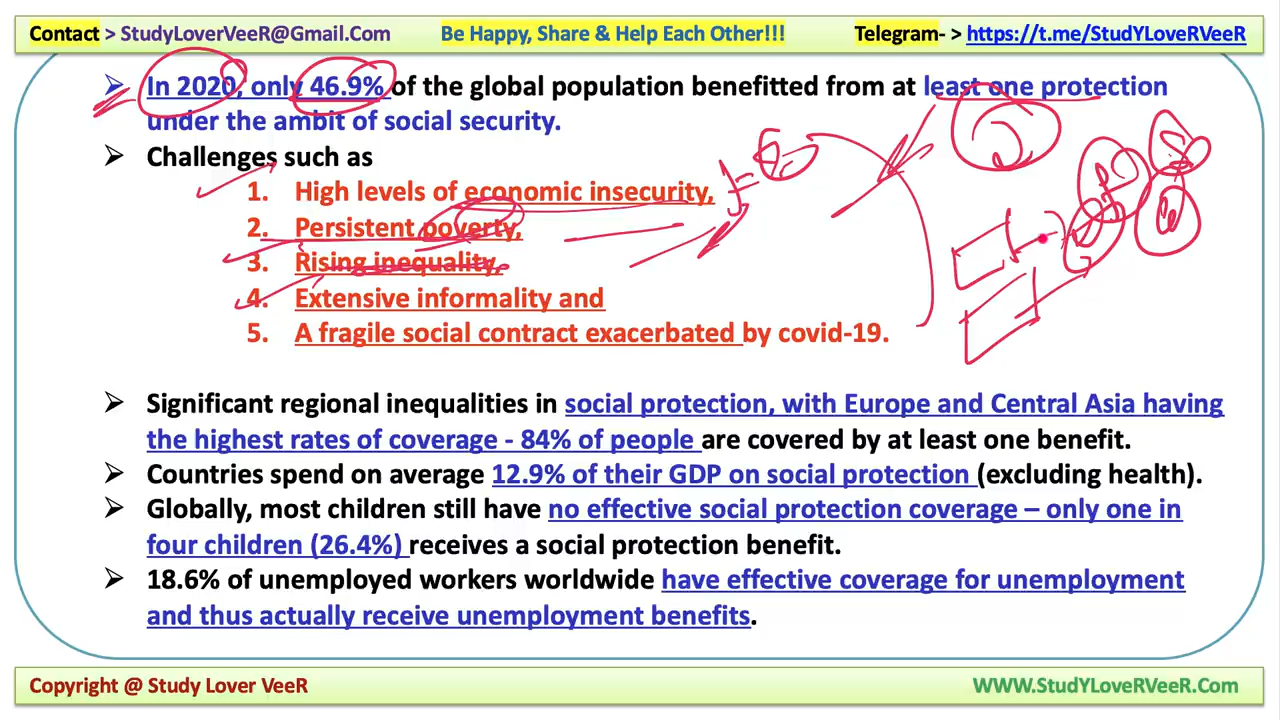 Contact > StudyLoverVeeR@Gmail.Com Be Happy, Share & Help Each Other!!! Telegram- > https://t.me/StudYLoVeRVeeR
➢ In 2020, only 46.9% of the global population benefitted from at least one protection
under the ambit of social security.
➢ Challenges such as
1. High levels of economic insecurity,
2. Persistent poverty,
3. Rising inequality,
4. Extensive informality and
5. A fragile social contract exacerbated by covid-19.
➢ Significant regional inequalities in social protection, with Europe and Central Asia having
the highest rates of coverage - 84% of people are covered by at least one benefit.
➢ Countries spend on average 12.9% of their GDP on social protection (excluding health).
➢ Globally, most children still have no effective social protection coverage – only one in
four children (26.4%) receives a social protection benefit.
➢ 18.6% of unemployed workers worldwide have effective coverage for unemployment
and thus actually receive unemployment benefits.
Copyright @ Study Lover VeeR WWW.StudYLoveRVeeR.Com